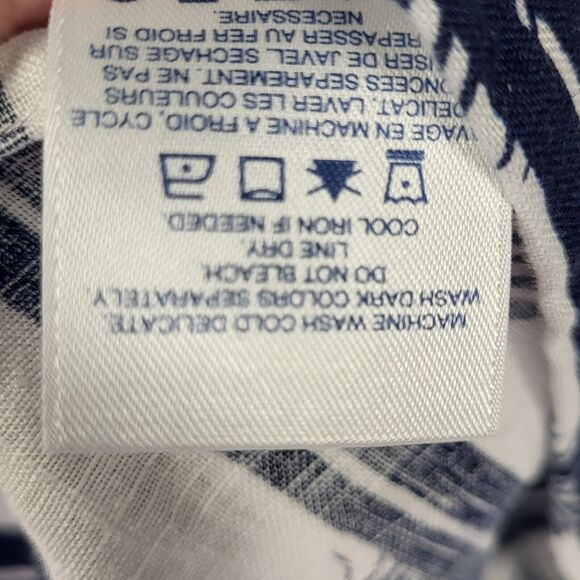 MACHINE WASH COLD DELICATE.
WASH DARK COLORS SEPARATELY.
DO NOT BLEACH.
LINE DRY.
COOL IRON IF NEEDED.
VAGE EN MACHINE A FROID, CYCLE
DELICAT. LAVER LES COULEURS
ONCEES SEPAREMENT. NE PAS
ISER DE JAVEL. SECHAGE SUR
REPASSER AU FER FROID SI
NECESSAIRE.